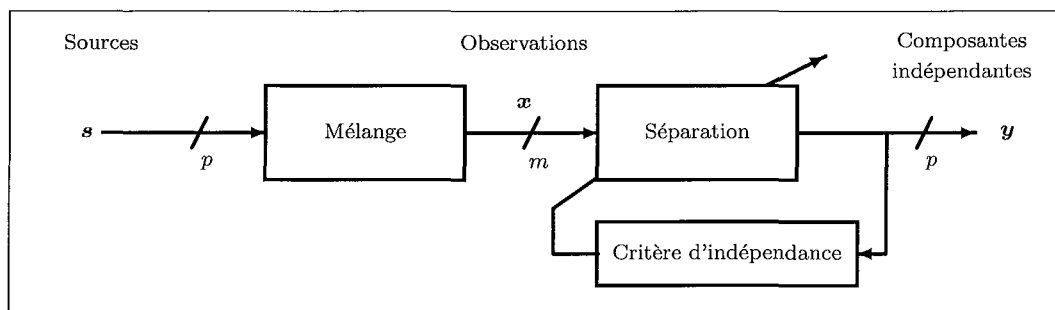 Sources
Observations
Composantes
indépendantes
s
p
Mélange
x
m
Séparation
p
y
Critère d'indépendance